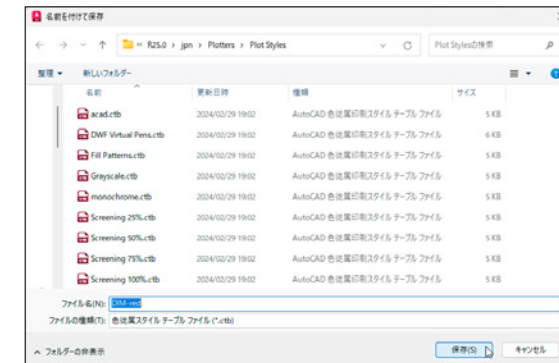 名前を付けて保存
« R25.0 › jpn › Plotters › Plot Styles
Plot Stylesの検索
整理 新しいフォルダー
名前 更新日時 種類 サイズ
acad.ctb 2024/02/29 19:02 AutoCAD 色従属印刷スタイル テーブル ファイル 5 KB
DWF Virtual Pens.ctb 2024/02/29 19:02 AutoCAD 色従属印刷スタイル テーブル ファイル 6 KB
Fill Patterns.ctb 2024/02/29 19:02 AutoCAD 色従属印刷スタイル テーブル ファイル 5 KB
Grayscale.ctb 2024/02/29 19:02 AutoCAD 色従属印刷スタイル テーブル ファイル 5 KB
monochrome.ctb 2024/02/29 19:02 AutoCAD 色従属印刷スタイル テーブル ファイル 5 KB
Screening 25%.ctb 2024/02/29 19:02 AutoCAD 色従属印刷スタイル テーブル ファイル 5 KB
Screening 50%.ctb 2024/02/29 19:02 AutoCAD 色従属印刷スタイル テーブル ファイル 5 KB
Screening 75%.ctb 2024/02/29 19:02 AutoCAD 色従属印刷スタイル テーブル ファイル 5 KB
Screening 100%.ctb 2024/02/29 19:02 AutoCAD 色従属印刷スタイル テーブル ファイル 5 KB
ファイル名(N): DIM-red
ファイルの種類(T): 色従属スタイル テーブル ファイル (*.ctb)
フォルダーの非表示 保存(S) キャンセル